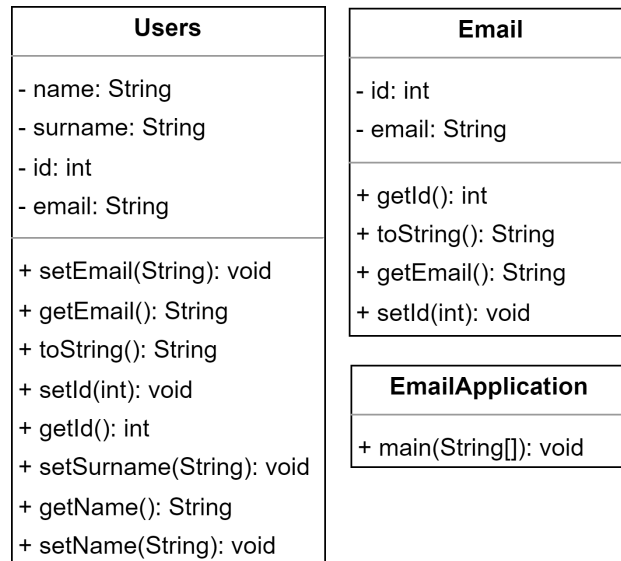 Users
- name: String
- surname: String
- id: int
- email: String
+ setEmail(String): void
+ getEmail(): String
+ toString(): String
+ setId(int): void
+ getId(): int
+ setSurname(String): void
+ getName(): String
+ setName(String): void
Email
- id: int
- email: String
+ getId(): int
+ toString(): String
+ getEmail(): String
+ setId(int): void
EmailApplication
+ main(String[]): void